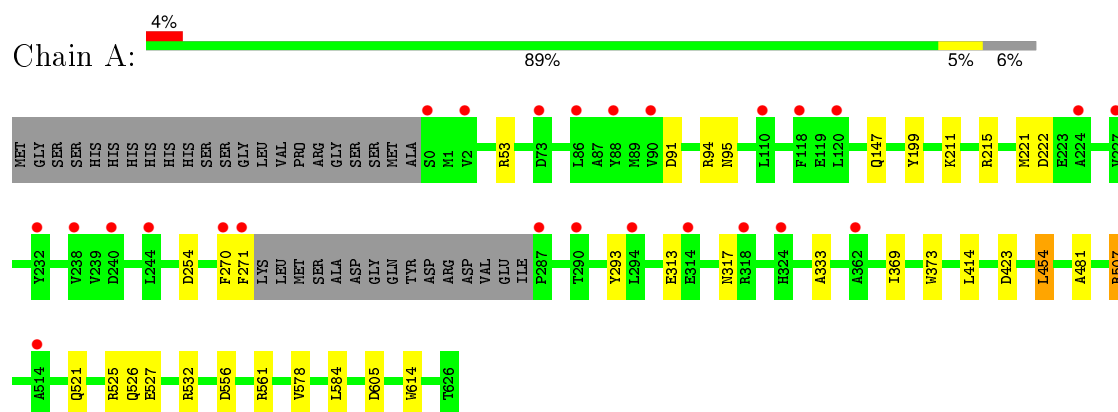 4%
Chain A:
89% 5% 6%
MET GLY SER SER HIS HIS HIS HIS HIS HIS SER SER GLY LEU VAL PRO ARG GLY SER SER MET ALA S0 M1 V2 R53 D73 L86 A87 Y88 M89 V90 D91 R94 N95 L110 F118 E119 L120 Q147 Y199 K211 R215 M221 D222 E223 A224
Y232 V238 V239 D240 L244 D254 F270 F271 LYS LEU MET SER ALA ASP GLY GLN TYR ASP ARG ASP VAL GLU ILE P287 T290 Y293 L294 E313 E314 N317 R318 H324 A333 A362 I369 W373 L414 D423 L454 A481
A514 Q521 R525 Q526 E527 R532 D556 R561 V578 L584 D605 W614 T626